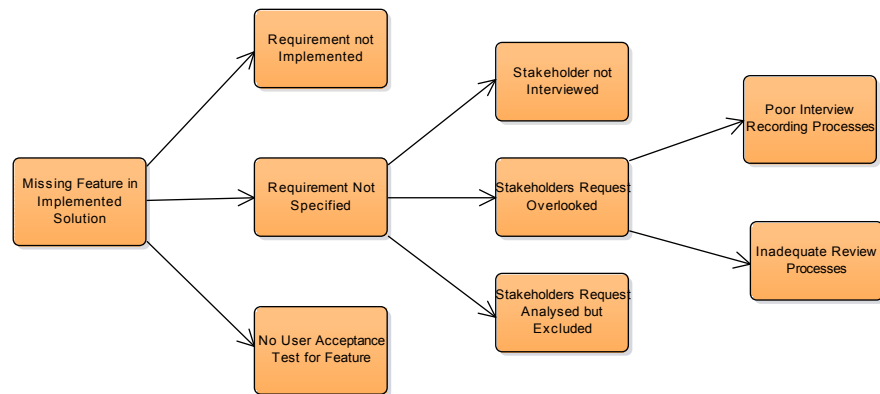 Requirement not
Implemented
Stakeholder not
Interviewed
Poor Interview
Recording Processes
Missing Feature in
Implemented
Solution
Requirement Not
Specified
Stakeholders Request
Overlooked
Inadequate Review
Processes
Stakeholders Request
Analysed but
Excluded
No User Acceptance
Test for Feature